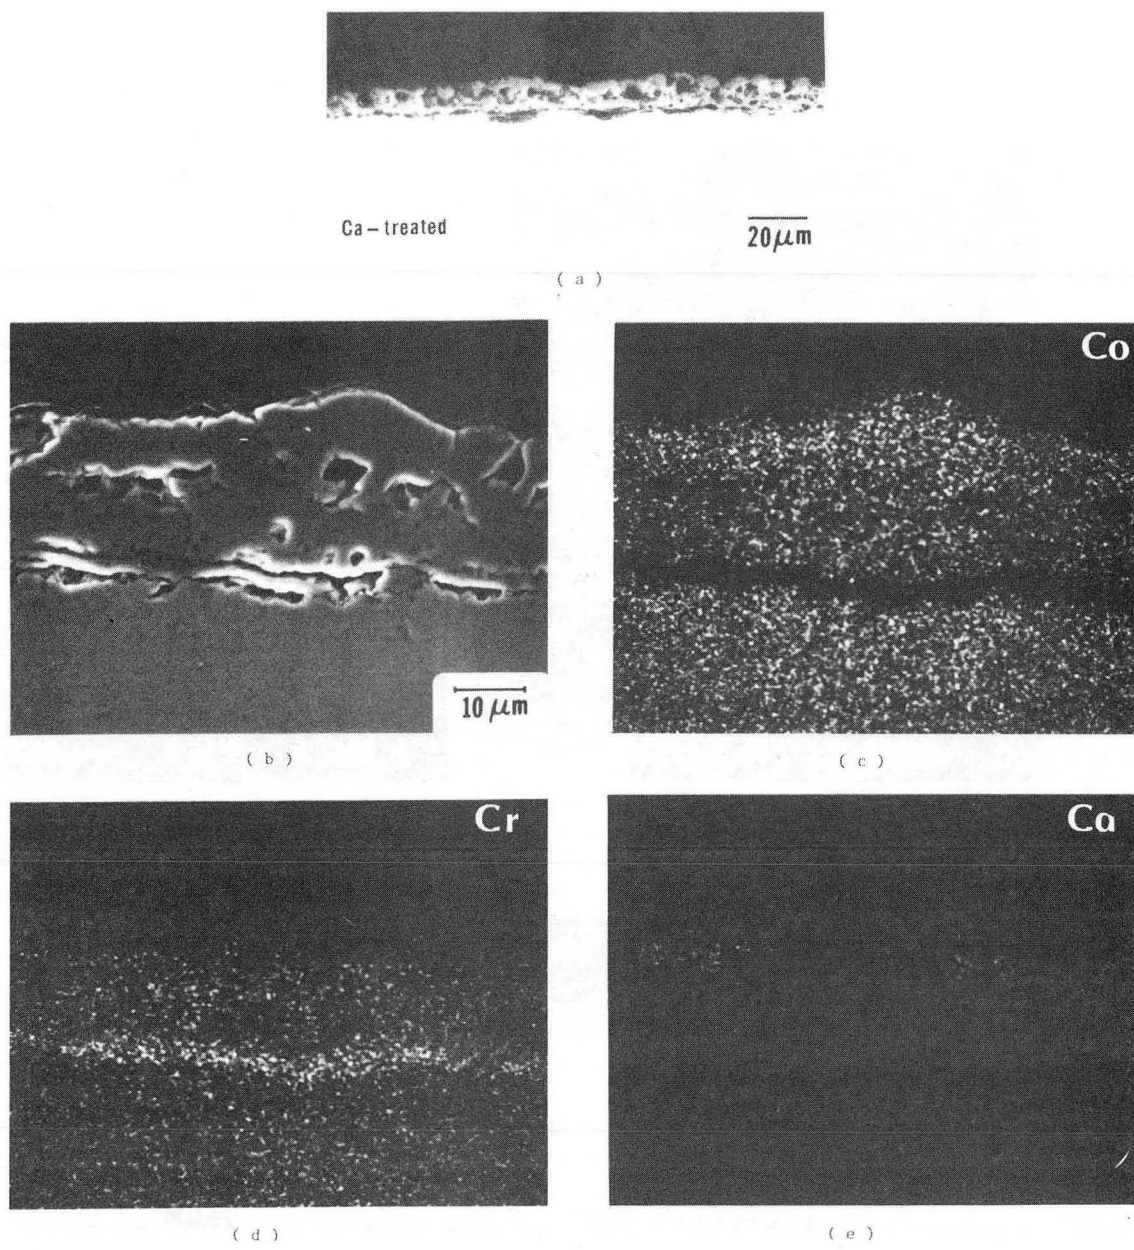 Ca-treated
20μm
( a )
Co
10 μm
( b )
( c )
Cr
Ca
( d )
( e )